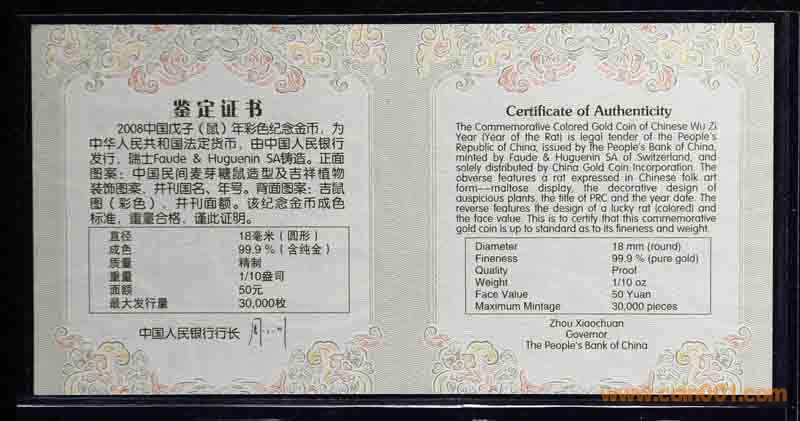 鉴定证书
2008中国戊子（鼠）年彩色纪念金币，为
中华人民共和国法定货币，由中国人民银行
发行，瑞士Faude & Huguenin SA铸造。正面
图案：中国民间麦芽糖鼠造型及吉祥植物
装饰图案、并刊国名、年号。背面图案：吉鼠
图（彩色）、并刊面额。该纪念金币成色
标准，重量合格，谨此证明。
直径 18毫米（圆形）
成色 99.9％（含纯金）
质量 精制
重量 1/10盎司
面额 50元
最大发行量 30,000枚
中国人民银行行长
Certificate of Authenticity
The Commemorative Colored Gold Coin of Chinese Wu Zi
Year (Year of the Rat) is legal tender of the People's
Republic of China, issued by the People's Bank of China,
minted by Faude & Huguenin SA of Switzerland, and
solely distributed by China Gold Coin Incorporation. The
obverse features a rat expressed in Chinese folk art
form—maltose display, the decorative design of
auspicious plants, the title of PRC and the year date. The
reverse features the design of a lucky rat (colored) and
the face value. This is to certify that this commemorative
gold coin is up to standard as to its fineness and weight.
Diameter 18 mm (round)
Fineness 99.9 % (pure gold)
Quality Proof
Weight 1/10 oz
Face Value 50 Yuan
Maximum Mintage 30,000 pieces
Zhou Xiaochuan
Governor
The People's Bank of China
www.coin001.com